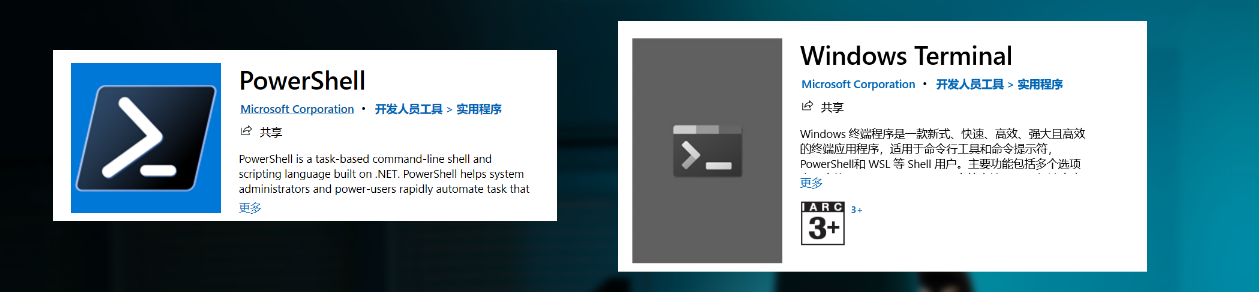 PowerShell
Microsoft Corporation • 开发人员工具 > 实用程序
共享
PowerShell is a task-based command-line shell and
scripting language built on .NET. PowerShell helps system
administrators and power-users rapidly automate task that
更多
Windows Terminal
Microsoft Corporation • 开发人员工具 > 实用程序
共享
Windows 终端程序是一款新式、快速、高效、强大且高效
的终端应用程序，适用于命令行工具和命令提示符，
PowerShell和 WSL 等 Shell 用户。主要功能包括多个选项
更多
IARC
3+
3+